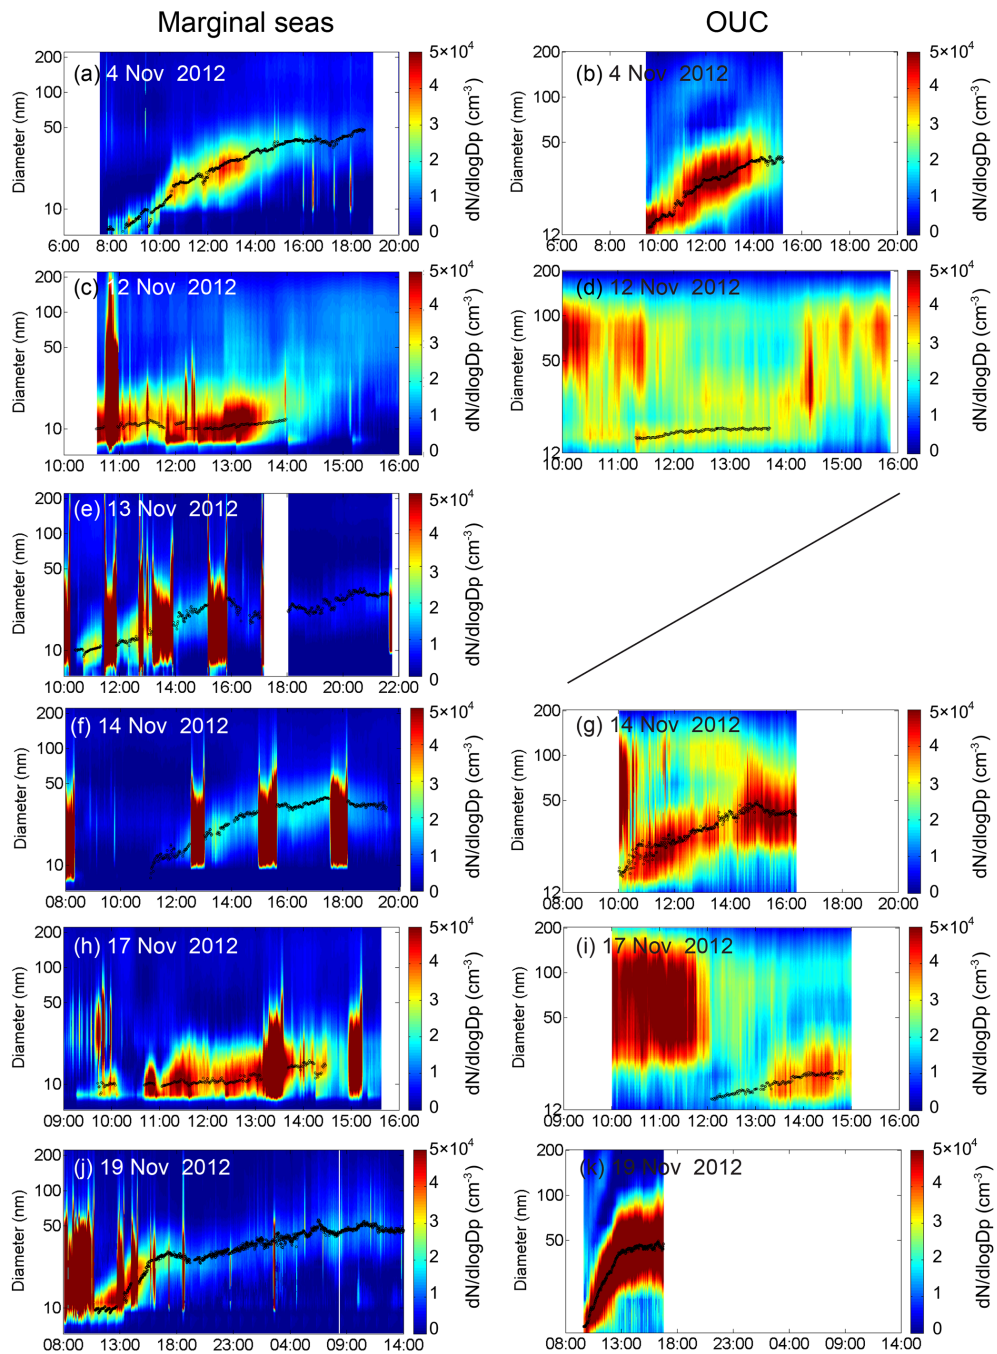 Marginal seas OUC
(a) 4 Nov 2012
Diameter (nm)
200
100
50
10
6:00 8:00 10:00 12:00 14:00 16:00 18:00 20:00
5×10⁴
4
3
2
1
0
dN/dlogDp (cm⁻³)
(b) 4 Nov 2012
Diameter (nm)
200
100
50
12
6:00 8:00 10:00 12:00 14:00 16:00 18:00 20:00
5×10⁴
4
3
2
1
0
dN/dlogDp (cm⁻³)
(c) 12 Nov 2012
Diameter (nm)
200
100
50
10
10:00 11:00 12:00 13:00 14:00 15:00 16:00
5×10⁴
4
3
2
1
0
dN/dlogDp (cm⁻³)
(d) 12 Nov 2012
Diameter (nm)
200
100
50
12
10:00 11:00 12:00 13:00 14:00 15:00 16:00
5×10⁴
4
3
2
1
0
dN/dlogDp (cm⁻³)
(e) 13 Nov 2012
Diameter (nm)
200
100
50
10
10:00 12:00 14:00 16:00 18:00 20:00 22:00
5×10⁴
4
3
2
1
0
dN/dlogDp (cm⁻³)
(f) 14 Nov 2012
Diameter (nm)
200
100
50
10
08:00 10:00 12:00 14:00 16:00 18:00 20:00
5×10⁴
4
3
2
1
0
dN/dlogDp (cm⁻³)
(g) 14 Nov 2012
Diameter (nm)
200
100
50
12
08:00 10:00 12:00 14:00 16:00 18:00 20:00
5×10⁴
4
3
2
1
0
dN/dlogDp (cm⁻³)
(h) 17 Nov 2012
Diameter (nm)
200
100
50
10
09:00 10:00 11:00 12:00 13:00 14:00 15:00 16:00
5×10⁴
4
3
2
1
0
dN/dlogDp (cm⁻³)
(i) 17 Nov 2012
Diameter (nm)
200
100
50
12
09:00 10:00 11:00 12:00 13:00 14:00 15:00 16:00
5×10⁴
4
3
2
1
0
dN/dlogDp (cm⁻³)
(j) 19 Nov 2012
Diameter (nm)
200
100
50
10
08:00 13:00 18:00 23:00 04:00 09:00 14:00
5×10⁴
4
3
2
1
0
dN/dlogDp (cm⁻³)
(k) 19 Nov 2012
Diameter (nm)
200
100
50
12
08:00 13:00 18:00 23:00 04:00 09:00 14:00
5×10⁴
4
3
2
1
0
dN/dlogDp (cm⁻³)